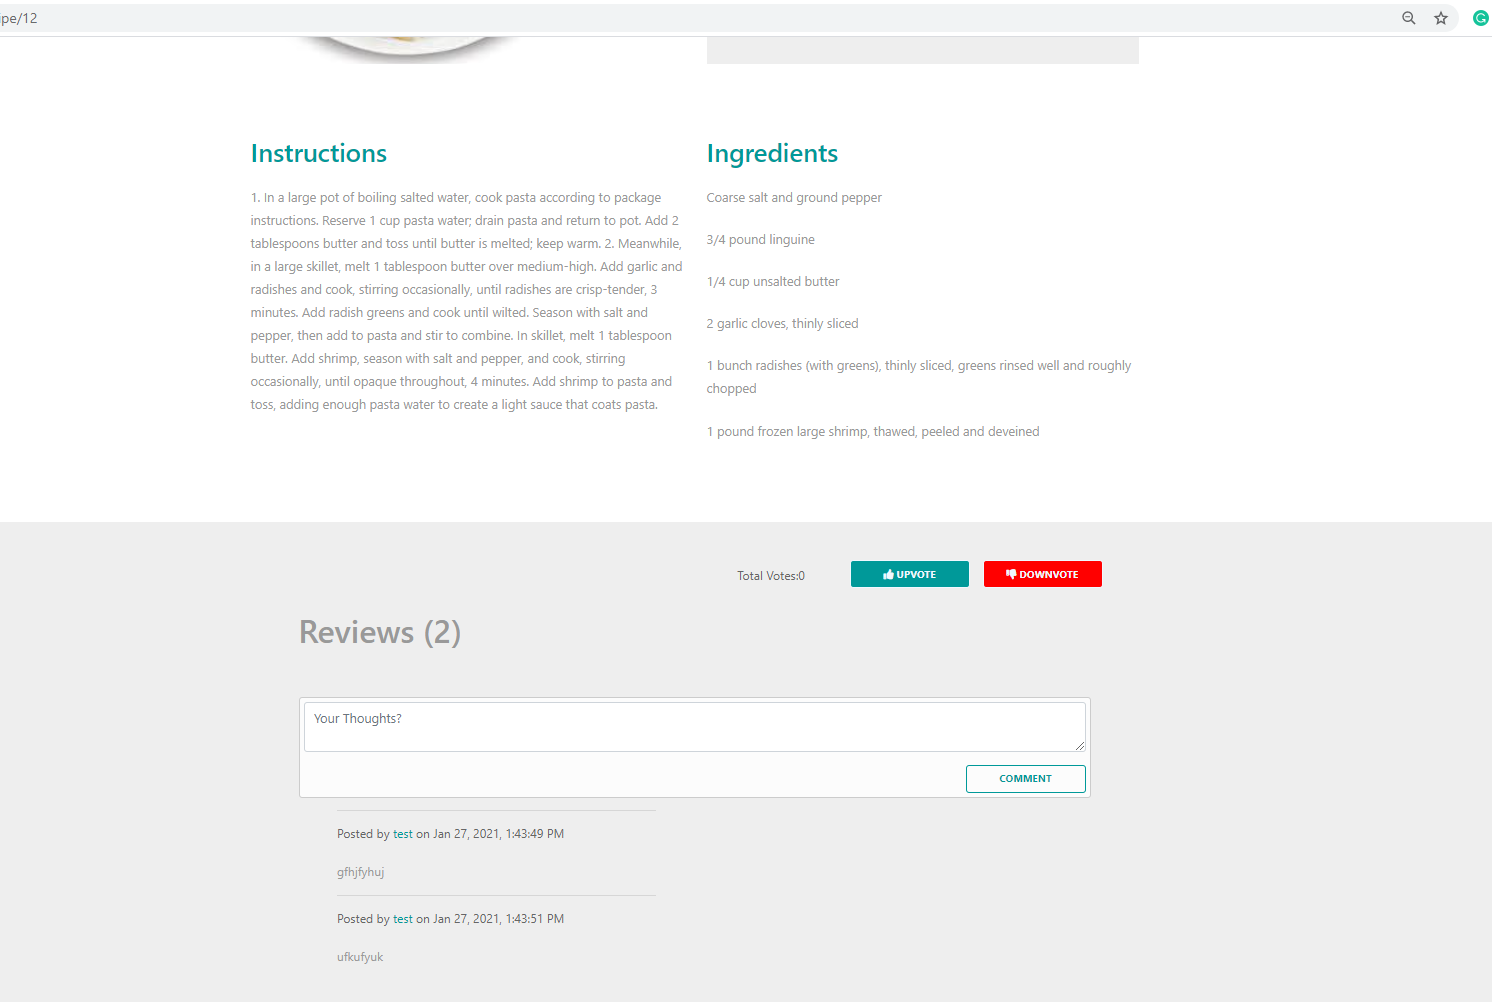 ipe/12
Instructions
1. In a large pot of boiling salted water, cook pasta according to package
instructions. Reserve 1 cup pasta water; drain pasta and return to pot. Add 2
tablespoons butter and toss until butter is melted; keep warm. 2. Meanwhile,
in a large skillet, melt 1 tablespoon butter over medium-high. Add garlic and
radishes and cook, stirring occasionally, until radishes are crisp-tender, 3
minutes. Add radish greens and cook until wilted. Season with salt and
pepper, then add to pasta and stir to combine. In skillet, melt 1 tablespoon
butter. Add shrimp, season with salt and pepper, and cook, stirring
occasionally, until opaque throughout, 4 minutes. Add shrimp to pasta and
toss, adding enough pasta water to create a light sauce that coats pasta.
Ingredients
Coarse salt and ground pepper
3/4 pound linguine
1/4 cup unsalted butter
2 garlic cloves, thinly sliced
1 bunch radishes (with greens), thinly sliced, greens rinsed well and roughly
chopped
1 pound frozen large shrimp, thawed, peeled and deveined
Total Votes:0
UPVOTE
DOWNVOTE
Reviews (2)
Your Thoughts?
COMMENT
Posted by test on Jan 27, 2021, 1:43:49 PM
gfhjfyhuj
Posted by test on Jan 27, 2021, 1:43:51 PM
ufkufyuk